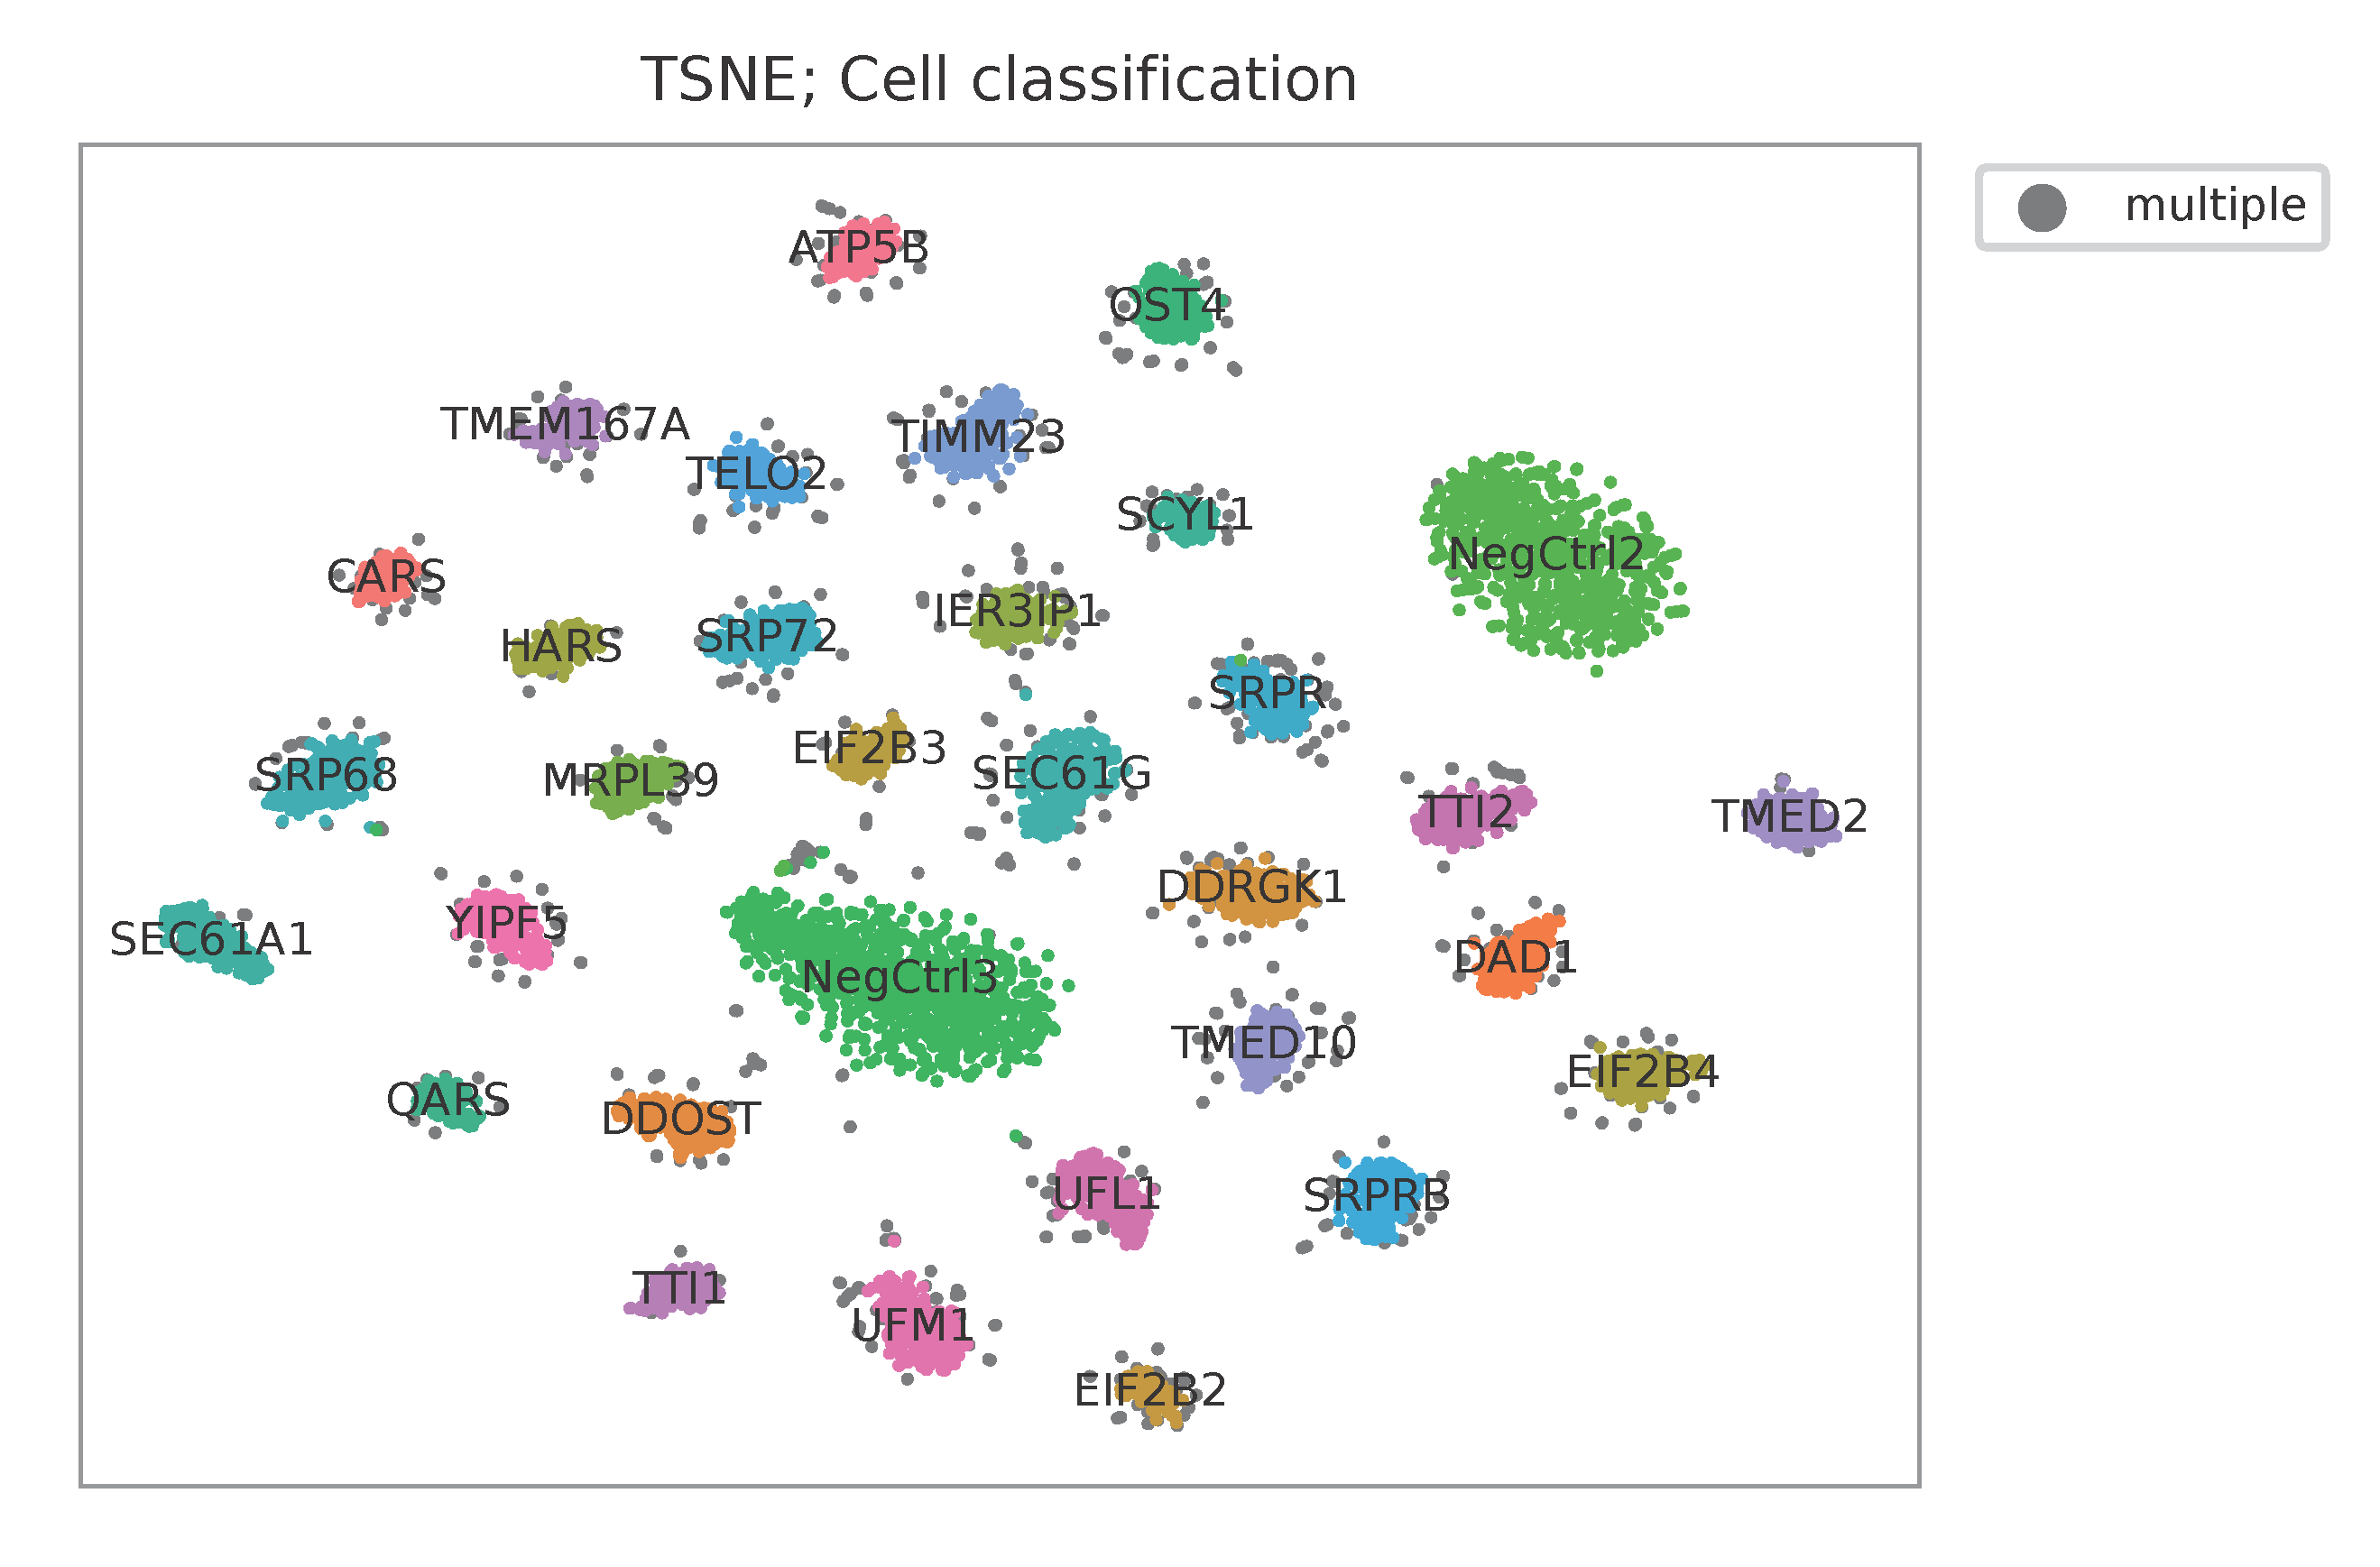 TSNE; Cell classification
multiple
ATP5B
OST4
TMEM167A
TIMM23
TELO2
SCYL1
NegCtrl2
CARS
IER3IP1
HARS
SRP72
SRPR
EIF2B3
SRP68
MRPL39
SEC61G
TTI2
TMED2
DDRGK1
YIPF5
SEC61A1
DAD1
NegCtrl3
TMED10
EIF2B4
QARS
DDOST
UFL1
SRPRB
TTI1
UFM1
EIF2B2